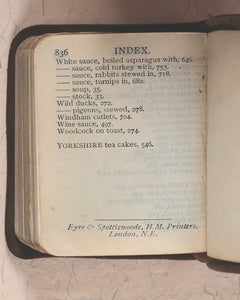 836 INDEX.
White sauce, boiled asparagus with, 646.
—— sauce, cold turkey with, 752.
—— sauce, rabbits stewed in, 718.
—— sauce, turnips in, 682.
—— soup, 35.
—— stock, 33.
Wild ducks, 272.
—— pigeons, stewed, 278.
Windham cutlets, 704.
Wine sauce, 497.
Woodcock on toast, 274.
YORKSHIRE tea cakes, 546.
Eyre & Spottiswoode, H.M. Printers,
London, N.E.